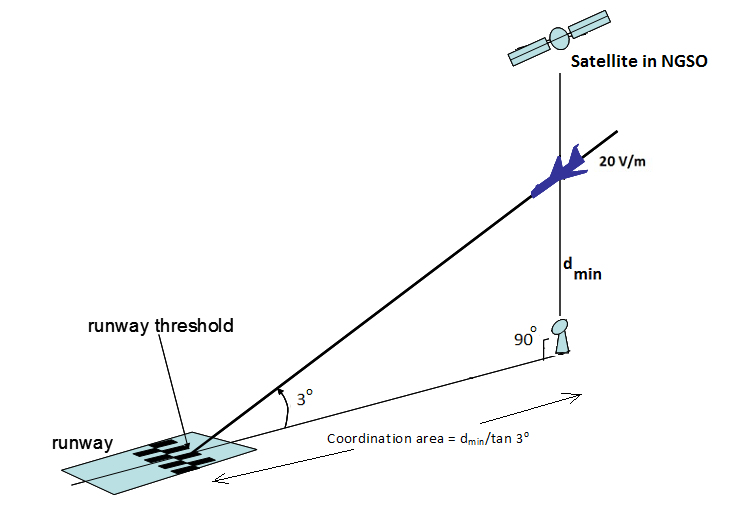 Satellite in NGSO
20 V/m
d min
90°
runway threshold
3°
runway
Coordination area = dmin/tan 3°